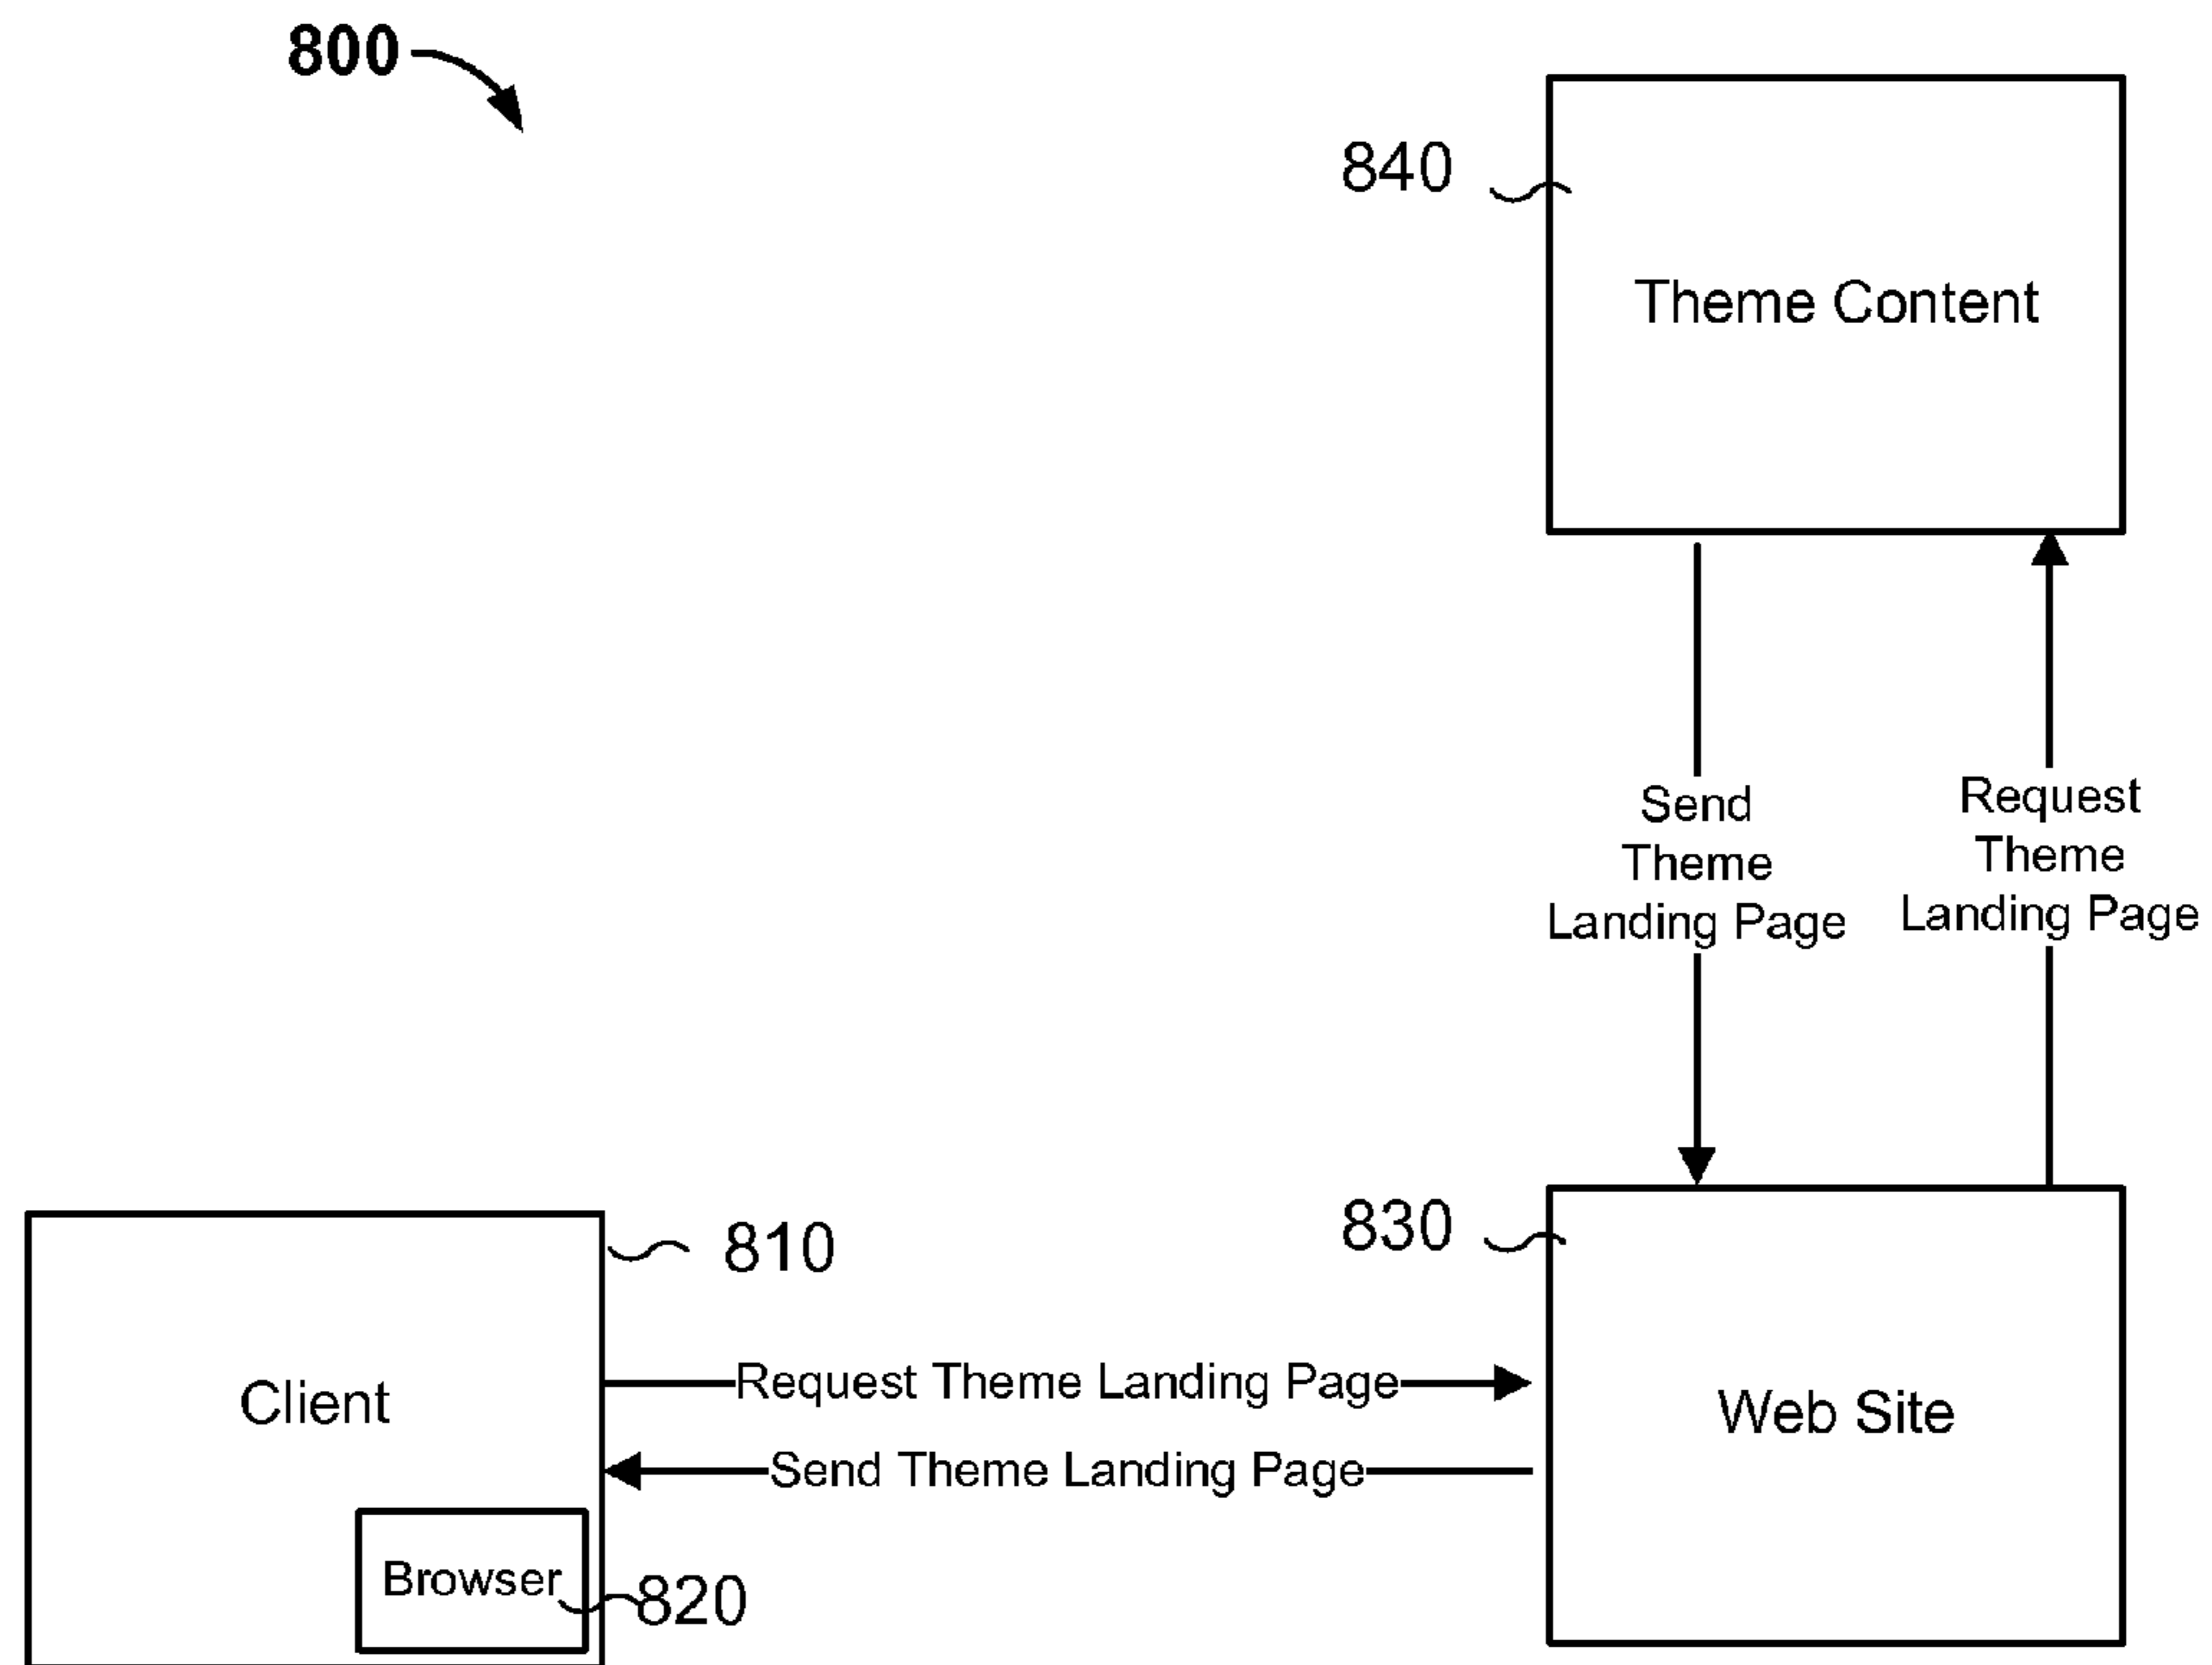 800
840
Theme Content
Send
Theme
Landing Page
Request
Theme
Landing Page
810
830
Client
Request Theme Landing Page
Web Site
Send Theme Landing Page
Browser
820